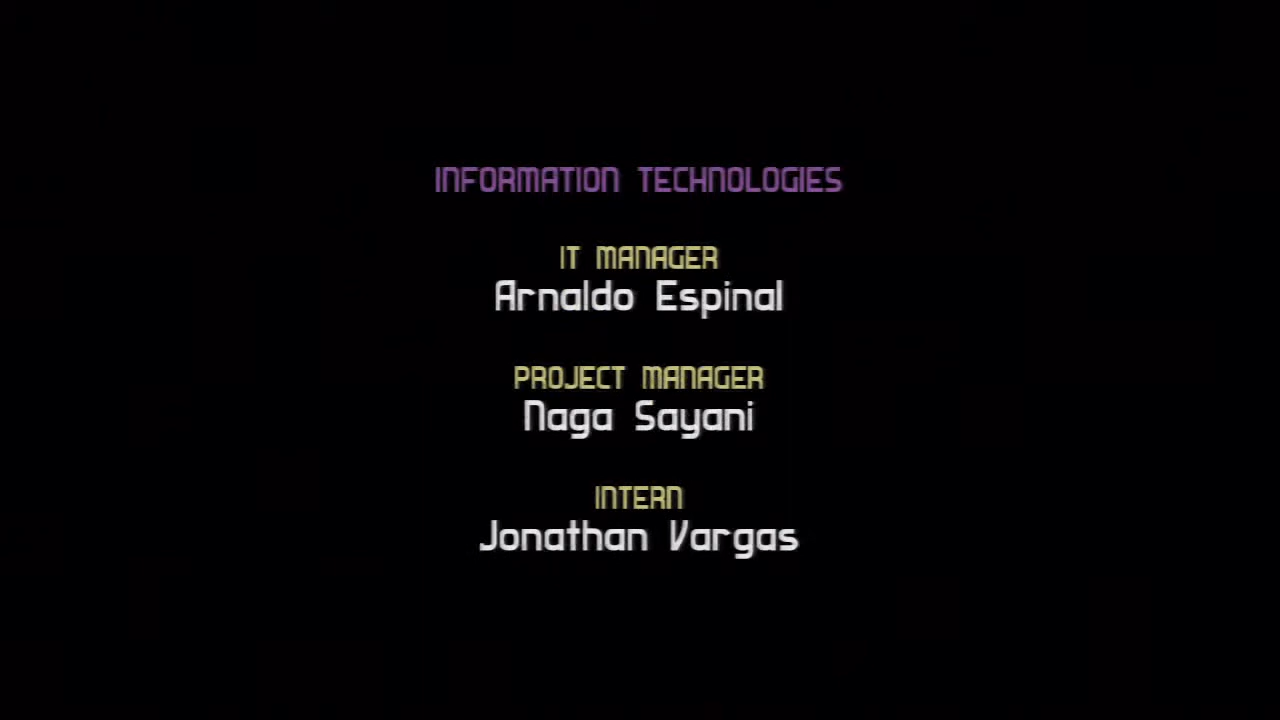 INFORMATION TECHNOLOGIES
IT MANAGER
Arnaldo Espinal
PROJECT MANAGER
Naga Sayani
INTERN
Jonathan Vargas